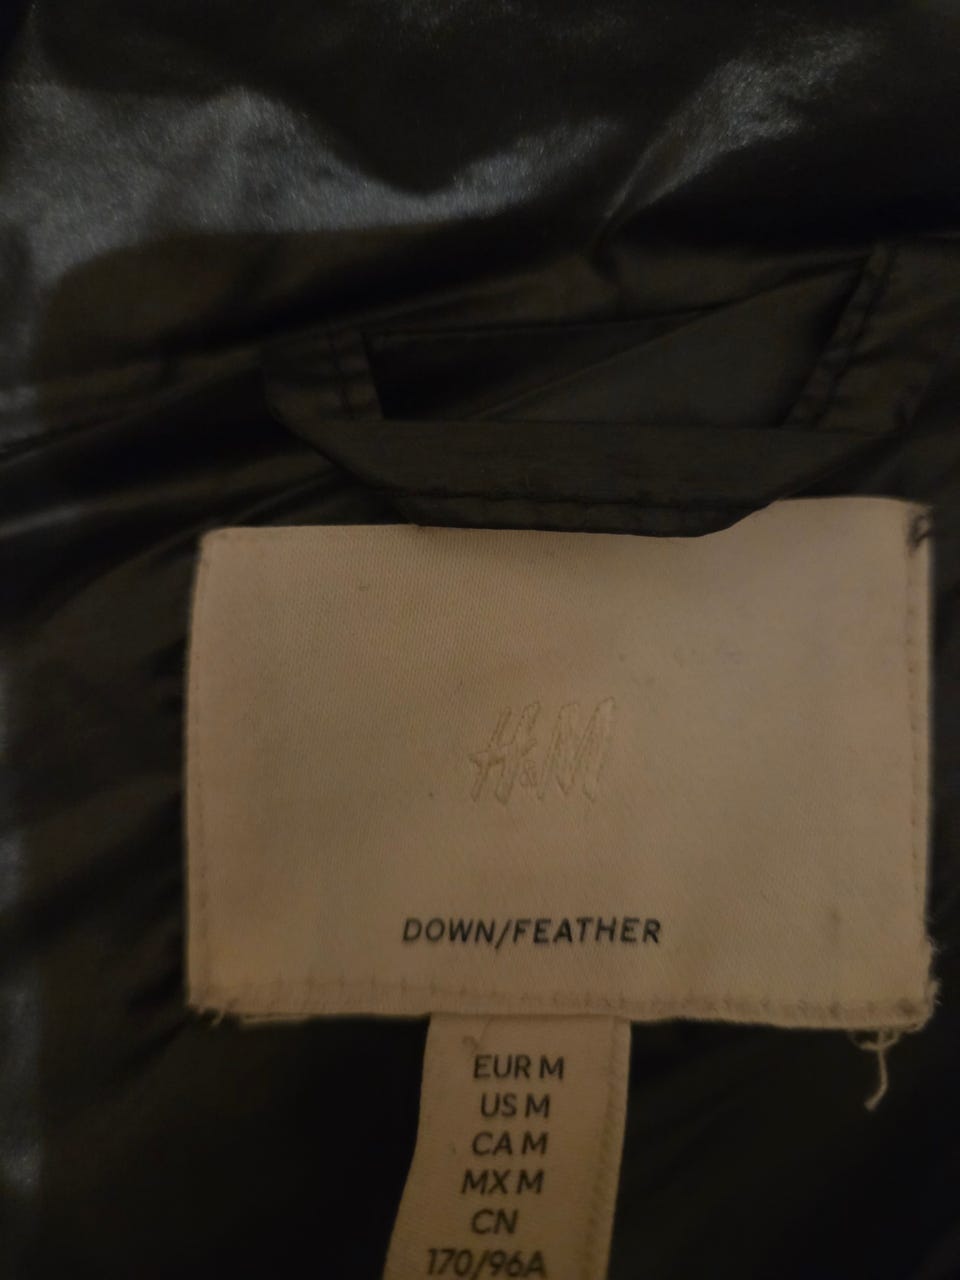 H&M
DOWN/FEATHER
EUR M
US M
CA M
MX M
CN
170/96A